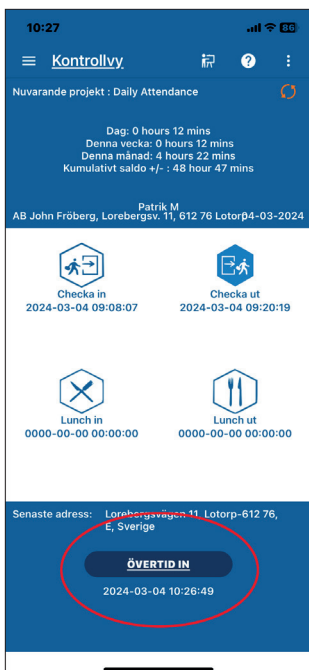 10:27
86
Kontrollvy
Nuvarande projekt : Daily Attendance
Dag: 0 hours 12 mins
Denna vecka: 0 hours 12 mins
Denna månad: 4 hours 22 mins
Kumulativt saldo +/- : 48 hour 47 mins
Patrik M
AB John Fröberg, Lorebergsv. 11, 612 76 Lotorp
04-03-2024
Checka in
2024-03-04 09:08:07
Checka ut
2024-03-04 09:20:19
Lunch in
0000-00-00 00:00:00
Lunch ut
0000-00-00 00:00:00
Senaste adress: Lorebergsvägen 11, Lotorp-612 76,
E, Sverige
ÖVERTID IN
2024-03-04 10:26:49